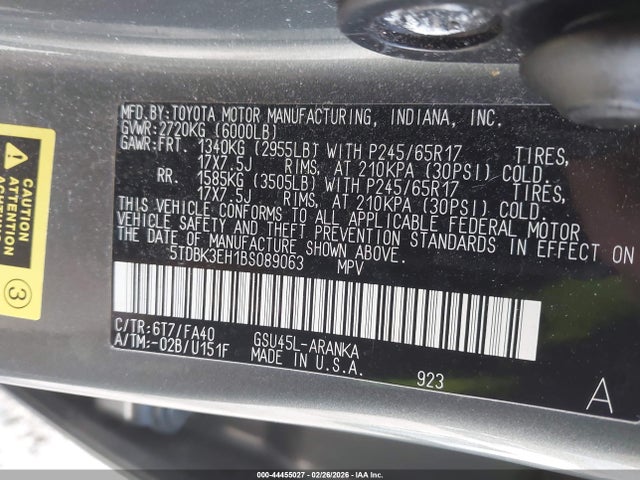 MFD.BY:TOYOTA MOTOR MANUFACTURING, INDIANA, INC.
GVWR:2720KG (6000LB)
GAWR:FRT. 1340KG (2955LB) WITH P245/65R17 TIRES,
17X7.5J RIMS, AT 210KPA (30PSI) COLD.
RR. 1585KG (3505LB) WITH P245/65R17 TIRES,
17X7.5J RIMS, AT 210KPA (30PSI) COLD.
THIS VEHICLE CONFORMS TO ALL APPLICABLE FEDERAL MOTOR
VEHICLE SAFETY AND THEFT PREVENTION STANDARDS IN EFFECT ON
THE DATE OF MANUFACTURE SHOWN ABOVE.
5TDBK3EH1BS089063 MPV
C/TR:6T7/FA40 GSU45L-ARANKA
A/TM:-02B/U151F MADE IN U.S.A.
923 A
3
000-44455027 - 02/26/2026 - IAAI Inc.